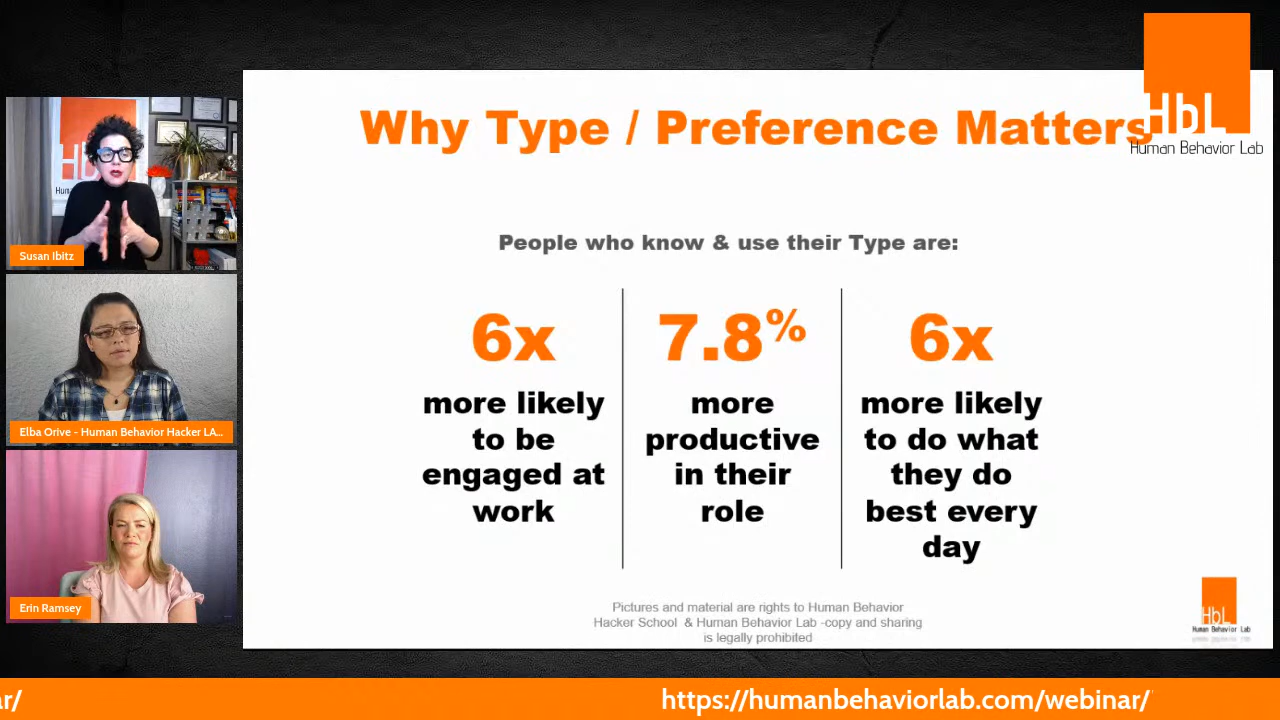 HbL
Human Behavior Lab
Why Type / Preference Matters
People who know & use their Type are:
6x
more likely
to be
engaged at
work
7.8%
more
productive
in their
role
6x
more likely
to do what
they do
best every
day
Pictures and material are rights to Human Behavior
Hacker School & Human Behavior Lab -copy and sharing
is legally prohibited
HbL
Human Behavior Lab
HbL
Susan Ibitz
Elba Orive - Human Behavior Hacker LA...
Erin Ramsey
ar/
https://humanbehaviorlab.com/webinar/